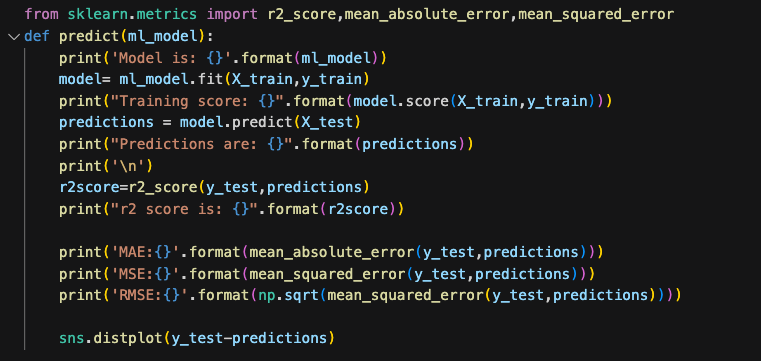 from sklearn.metrics import r2_score,mean_absolute_error,mean_squared_error
def predict(ml_model):
    print('Model is: {}'.format(ml_model))
    model= ml_model.fit(X_train,y_train)
    print("Training score: {}".format(model.score(X_train,y_train)))
    predictions = model.predict(X_test)
    print("Predictions are: {}".format(predictions))
    print('\n')
    r2score=r2_score(y_test,predictions)
    print("r2 score is: {}".format(r2score))

    print('MAE:{}'.format(mean_absolute_error(y_test,predictions)))
    print('MSE:{}'.format(mean_squared_error(y_test,predictions)))
    print('RMSE:{}'.format(np.sqrt(mean_squared_error(y_test,predictions))))

    sns.distplot(y_test-predictions)